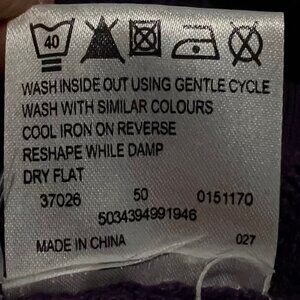 40
WASH INSIDE OUT USING GENTLE CYCLE
WASH WITH SIMILAR COLOURS
COOL IRON ON REVERSE
RESHAPE WHILE DAMP
DRY FLAT
37026 50 0151170
5034394991946
MADE IN CHINA 027